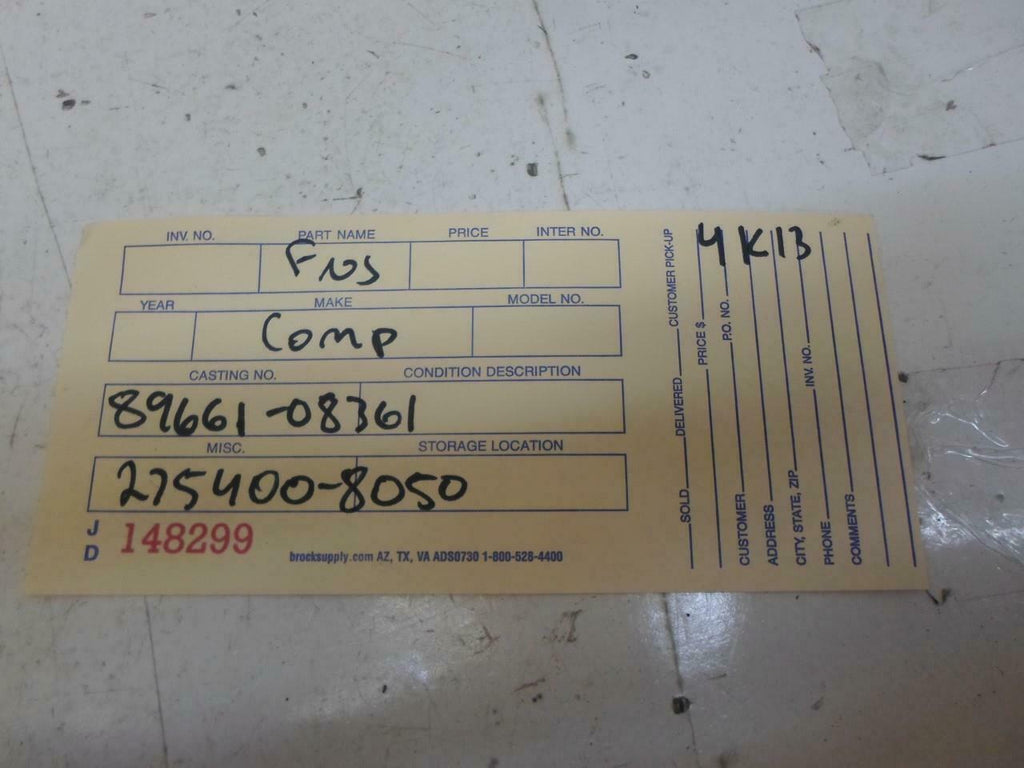 INV. NO. PART NAME PRICE INTER NO.
YEAR MAKE MODEL NO.
Comp
CASTING NO. CONDITION DESCRIPTION
89661-08361
MISC. STORAGE LOCATION
275400-8050
J D 148299
brocksupply.com AZ, TX, VA ADS0730 1-800-528-4400
4K13
SOLD DELIVERED CUSTOMER PICK-UP
PRICE $
P.O. NO.
CUSTOMER
ADDRESS
CITY, STATE, ZIP INV. NO.
PHONE
COMMENTS